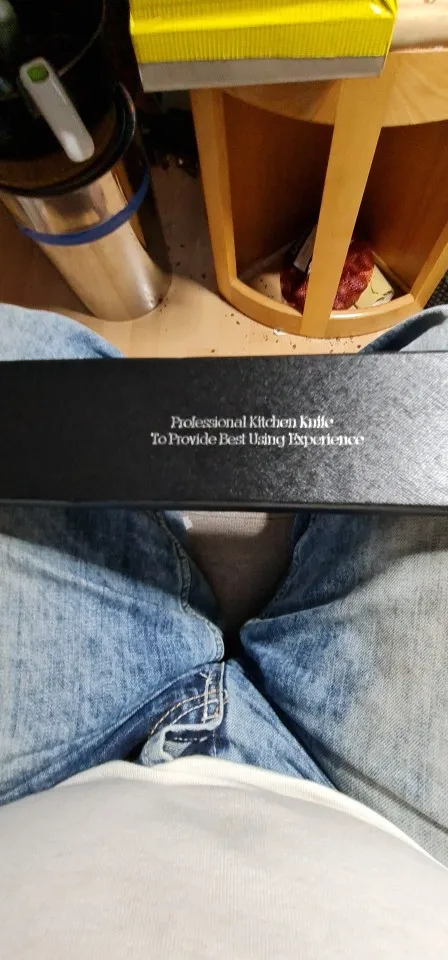 Professional Kitchen Knife
To Provide Best Using Experience